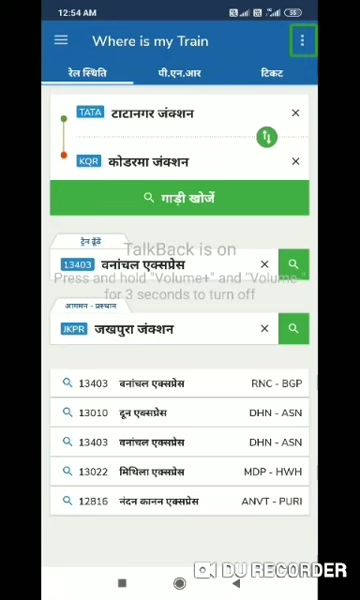 12:54 AM
35
Where is my Train
रेल स्थिति
पी.एन.आर
टिकट
TATA टाटानगर जंक्शन
KQR कोडरमा जंक्शन
गाड़ी खोजें
ट्रेन ढूँढें
TalkBack is on
13403 वनांचल एक्सप्रेस
Press and hold "Volume+" and "Volume-"
for 3 seconds to turn off
आगमन - प्रस्थान
JKPR जखपुरा जंक्शन
13403 वनांचल एक्सप्रेस RNC - BGP
13010 दून एक्सप्रेस DHN - ASN
13403 वनांचल एक्सप्रेस DHN - ASN
13022 मिथिला एक्सप्रेस MDP - HWH
12816 नंदन कानन एक्सप्रेस ANVT - PURI
DU RECORDER